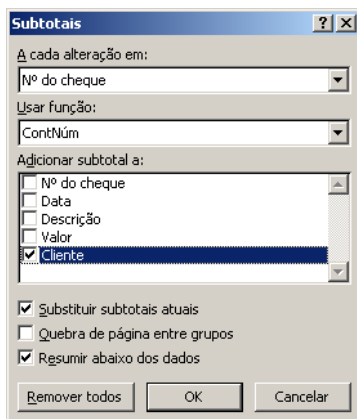 Subtotais
A cada alteração em:
Nº do cheque
Usar função:
ContNúm
Adicionar subtotal a:
Nº do cheque
Data
Descrição
Valor
Cliente
Substituir subtotais atuais
Quebra de página entre grupos
Resumir abaixo dos dados
Remover todos OK Cancelar